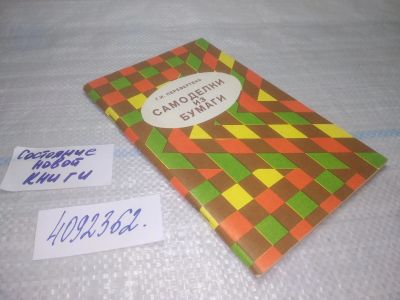 Г.И. ПЕРЕВЕРТЕНЬ
САМОДЕЛКИ
ИЗ
БУМАГИ
Состояние
новой
книги
4092362.